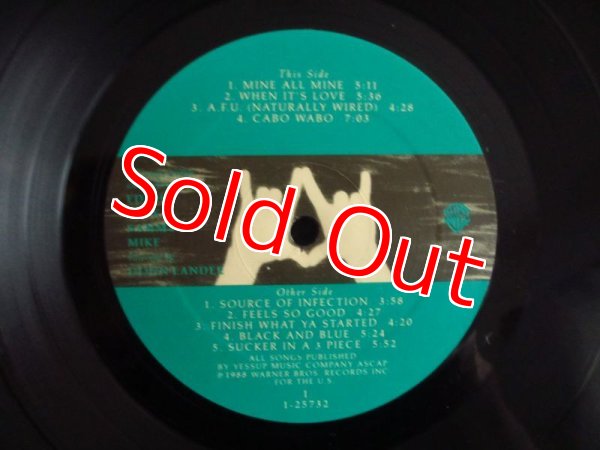 This Side
1. MINE ALL MINE 5:11
2. WHEN IT'S LOVE 5:36
3. A.F.U. (NATURALLY WIRED) 4:28
4. CABO WABO 7:03
Sold Out
MIKE
LANDEE
Other Side
1. SOURCE OF INFECTION 3:58
2. FEELS SO GOOD 4:27
3. FINISH WHAT YA STARTED 4:20
4. BLACK AND BLUE 5:24
5. SUCKER IN A 3 PIECE 5:52
ALL SONGS PUBLISHED
BY YESSUP MUSIC COMPANY ASCAP
℗1988 WARNER BROS. RECORDS INC
FOR THE U.S.
1
1-25732